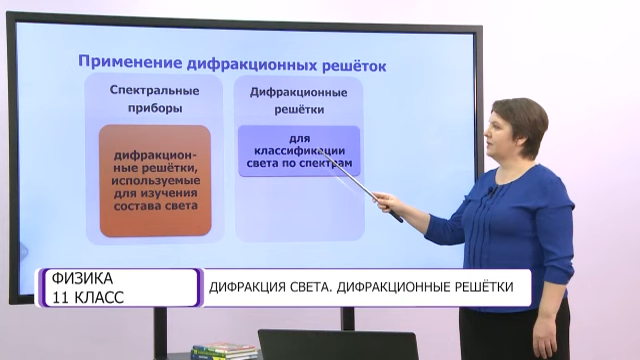 Применение дифракционных решёток
Спектральные
приборы
дифракцион-
ные решётки,
используемые
для изучения
состава света
Дифракционные
решётки
для
классификации
света по спектрам
ФИЗИКА
11 КЛАСС
ДИФРАКЦИЯ СВЕТА. ДИФРАКЦИОННЫЕ РЕШЁТКИ